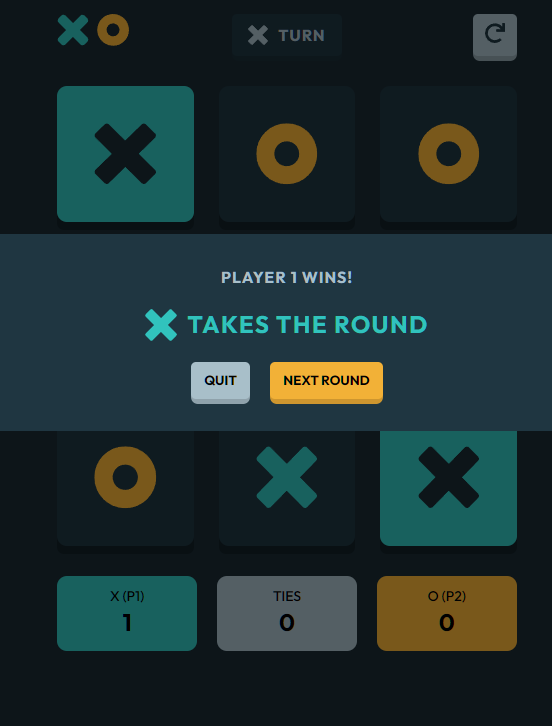 TURN
PLAYER 1 WINS!
TAKES THE ROUND
QUIT
NEXT ROUND
X (P1)
1
TIES
0
O (P2)
0